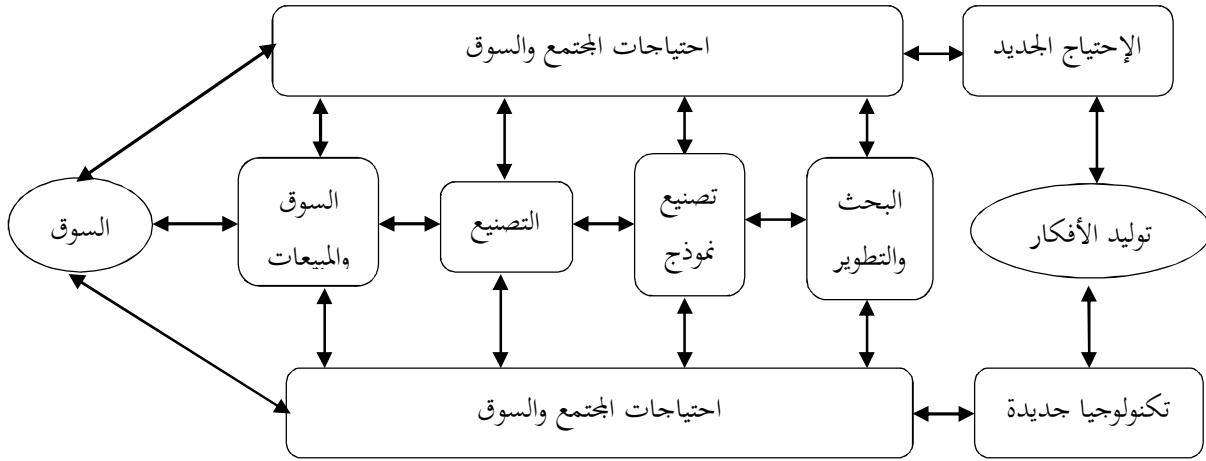 الإحتياج الجديد
احتياجات المجتمع والسوق
توليد الأفكار
البحث
والتطوير
تصنيع
نموذج
التصنيع
السوق
والمبيعات
السوق
تكنولوجيا جديدة
احتياجات المجتمع والسوق